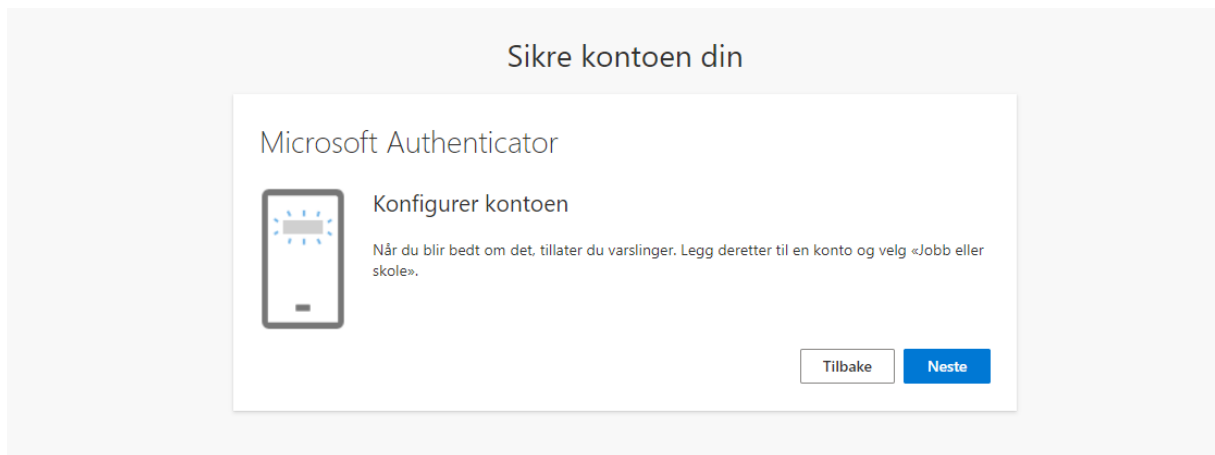 Sikre kontoen din
Microsoft Authenticator
Konfigurer kontoen
Når du blir bedt om det, tillater du varslinger. Legg deretter til en konto og velg «Jobb eller
skole».
Tilbake
Neste